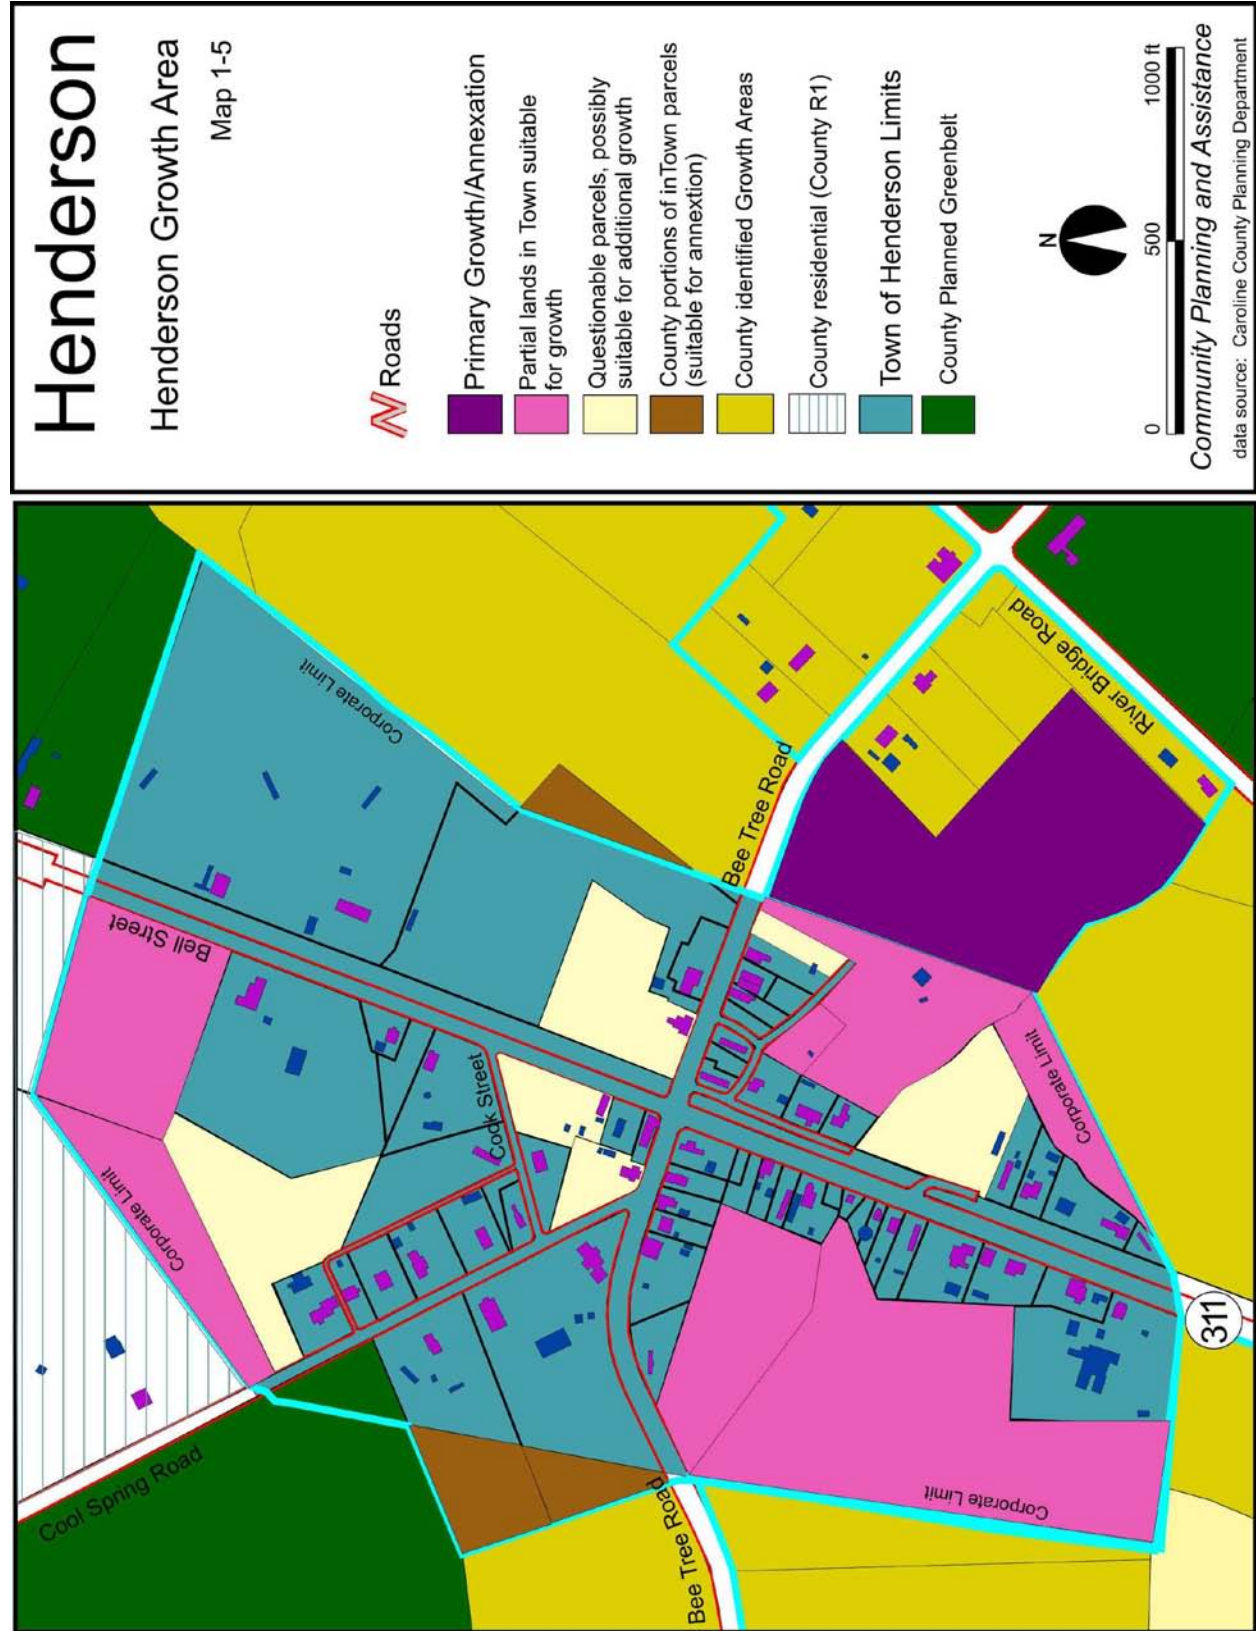 Henderson
Henderson Growth Area
Map 1-5
Roads
Primary Growth/Annexation
Partial lands in Town suitable
for growth
Questionable parcels, possibly
suitable for additional growth
County portions of inTown parcels
(suitable for annextion)
County identified Growth Areas
County residential (County R1)
Town of Henderson Limits
County Planned Greenbelt
N
0 500 1000 ft
Community Planning and Assistance
data source: Caroline County Planning Department
Corporate Limit
Bell Street
Corporate Limit
Cool Spring Road
Cook Street
Bee Tree Road
River Bridge Road
Corporate Limit
Bee Tree Road
Corporate Limit
311